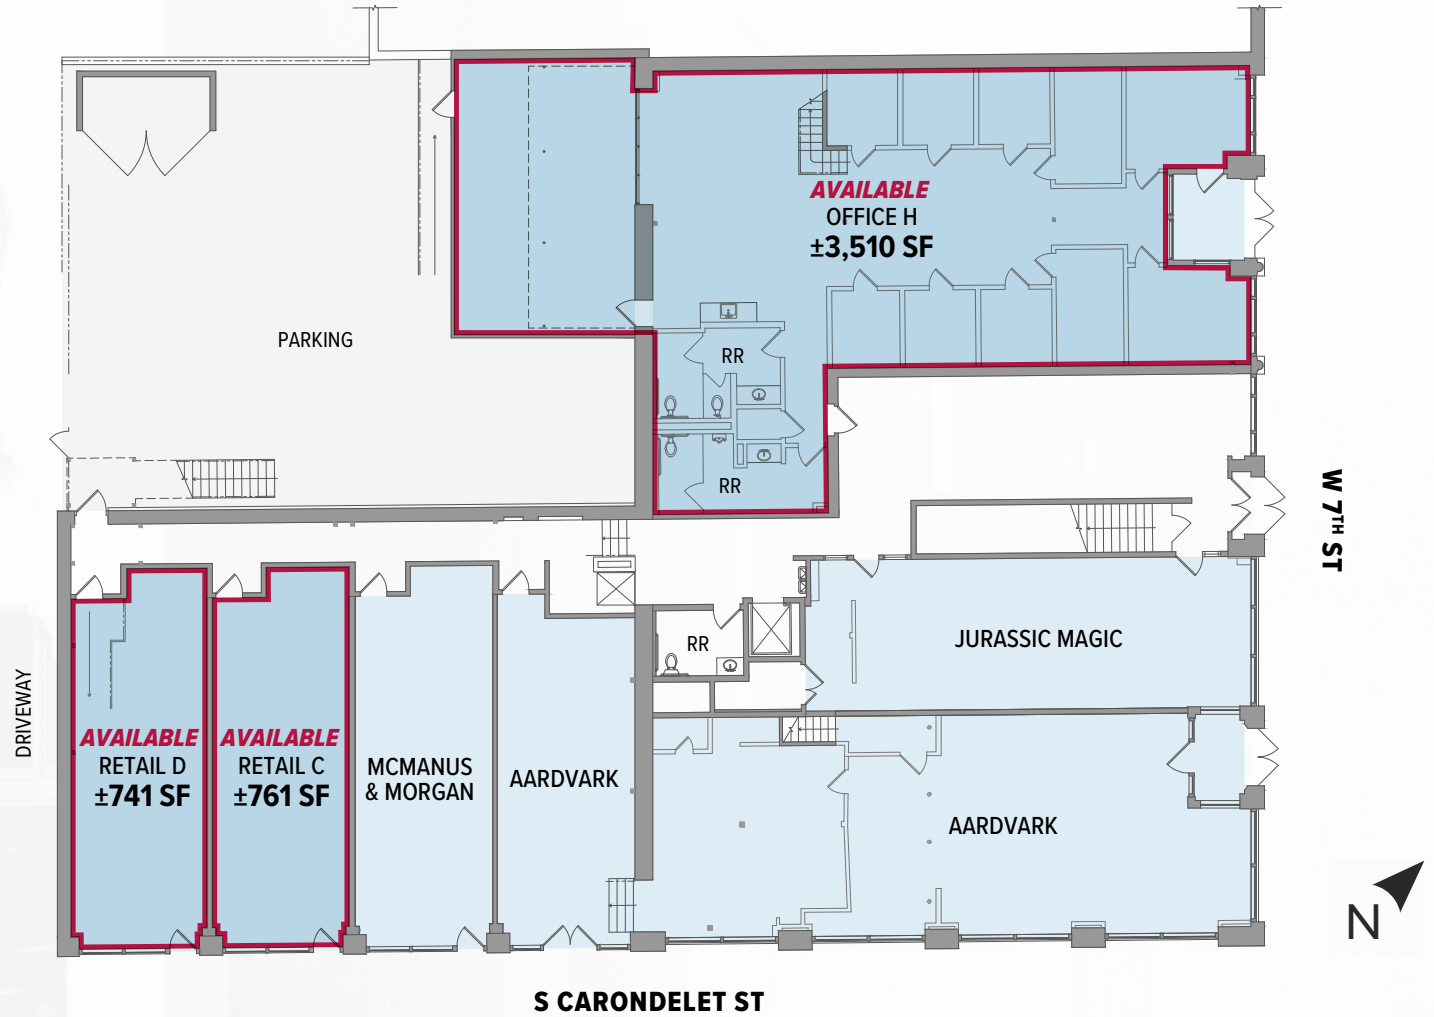 AVAILABLE
OFFICE H
±3,510 SF
PARKING
RR
RR
W 7TH ST
RR
JURASSIC MAGIC
DRIVEWAY
AVAILABLE
RETAIL D
±741 SF
AVAILABLE
RETAIL C
±761 SF
MCMANUS
& MORGAN
AARDVARK
AARDVARK
N
S CARONDELET ST